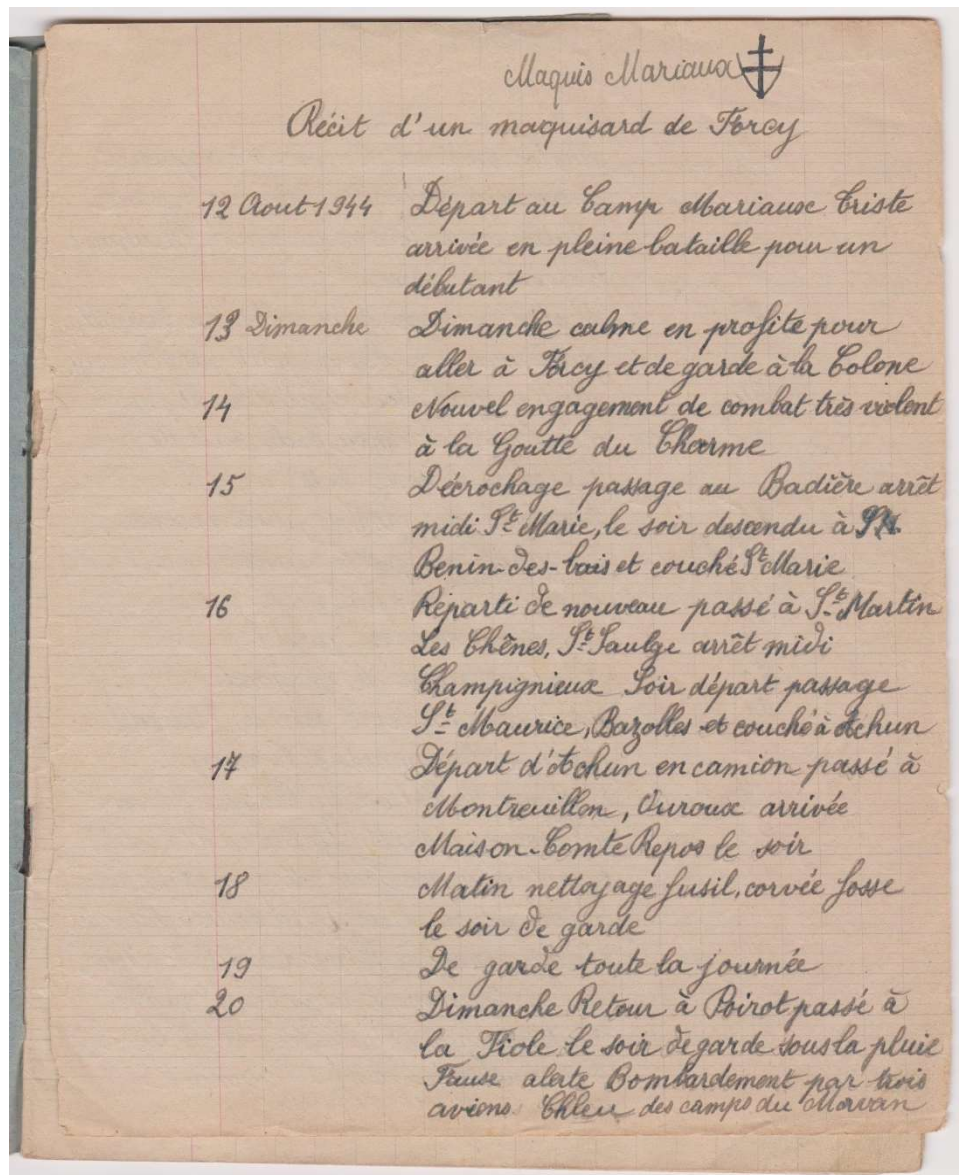 Maquis Mariaux
Récit d'un maquisard de Forcy
12 Aout 1944 Départ au Camp Mariaux Triste
arrivée en pleine bataille pour un
débutant
13 Dimanche Dimanche calme en profite pour
aller à Forcy et de garde à la Colone
14 Nouvel engagement de combat très violent
à la Goutte du Charme
15 Décrochage passage au Badière arrêt
midi Ste Marie, le soir descendu à St
Benin-des-bais et couché Ste Marie
16 Réparti de nouveau passé à St Martin
Les Chênes, St Saulge arrêt midi
Champignieux Soir départ passage
St Maurice, Bazolles et couché à Achun
17 Départ d'Achun en camion passé à
Montreuillon, Ouroux arrivée
Maison-Comte Repos le soir
18 Matin nettoyage fusil, corvée fosse
le soir de garde
19 De garde toute la journée
20 Dimanche Retour à Poirot passé à
la Fiole le soir de garde sous la pluie
Fause alerte Bombardement par trois
avions Chleu des camps du Morvan